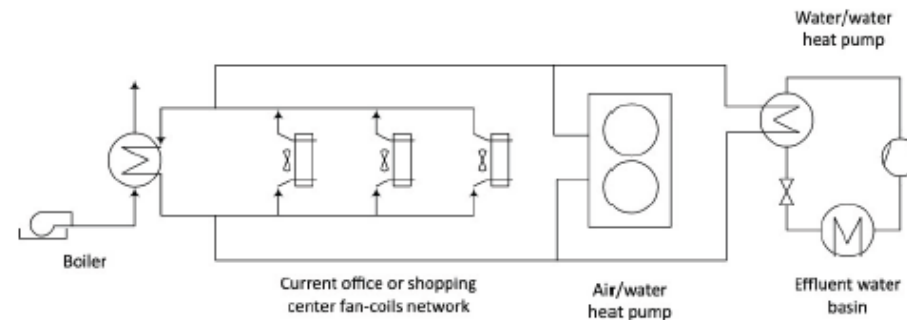 Water/water
heat pump
Boiler
Current office or shopping
center fan-coils network
Air/water
heat pump
Effluent water
basin